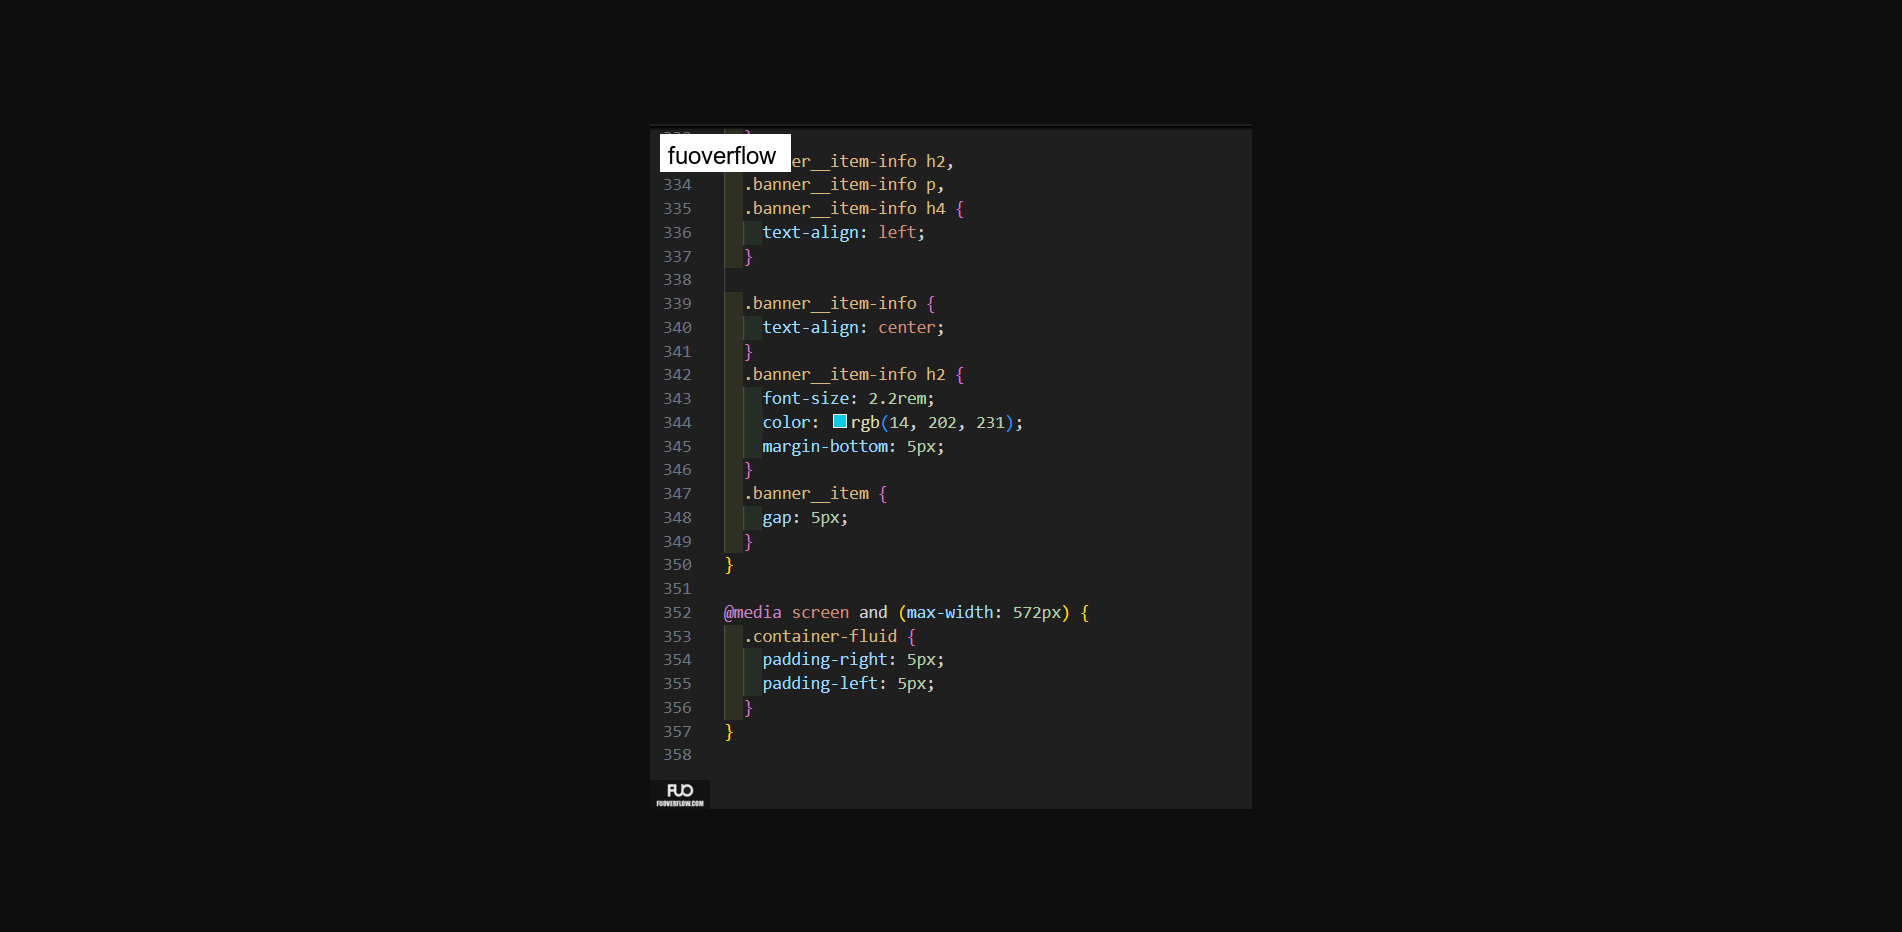 fuoverflow
er__item-info h2,
334 .banner__item-info p,
335 .banner__item-info h4 {
336 text-align: left;
337 }
338
339 .banner__item-info {
340 text-align: center;
341 }
342 .banner__item-info h2 {
343 font-size: 2.2rem;
344 color: rgb(14, 202, 231);
345 margin-bottom: 5px;
346 }
347 .banner__item {
348 gap: 5px;
349 }
350 }
351
352 @media screen and (max-width: 572px) {
353 .container-fluid {
354 padding-right: 5px;
355 padding-left: 5px;
356 }
357 }
358
FUO
FUOVERFLOW.COM